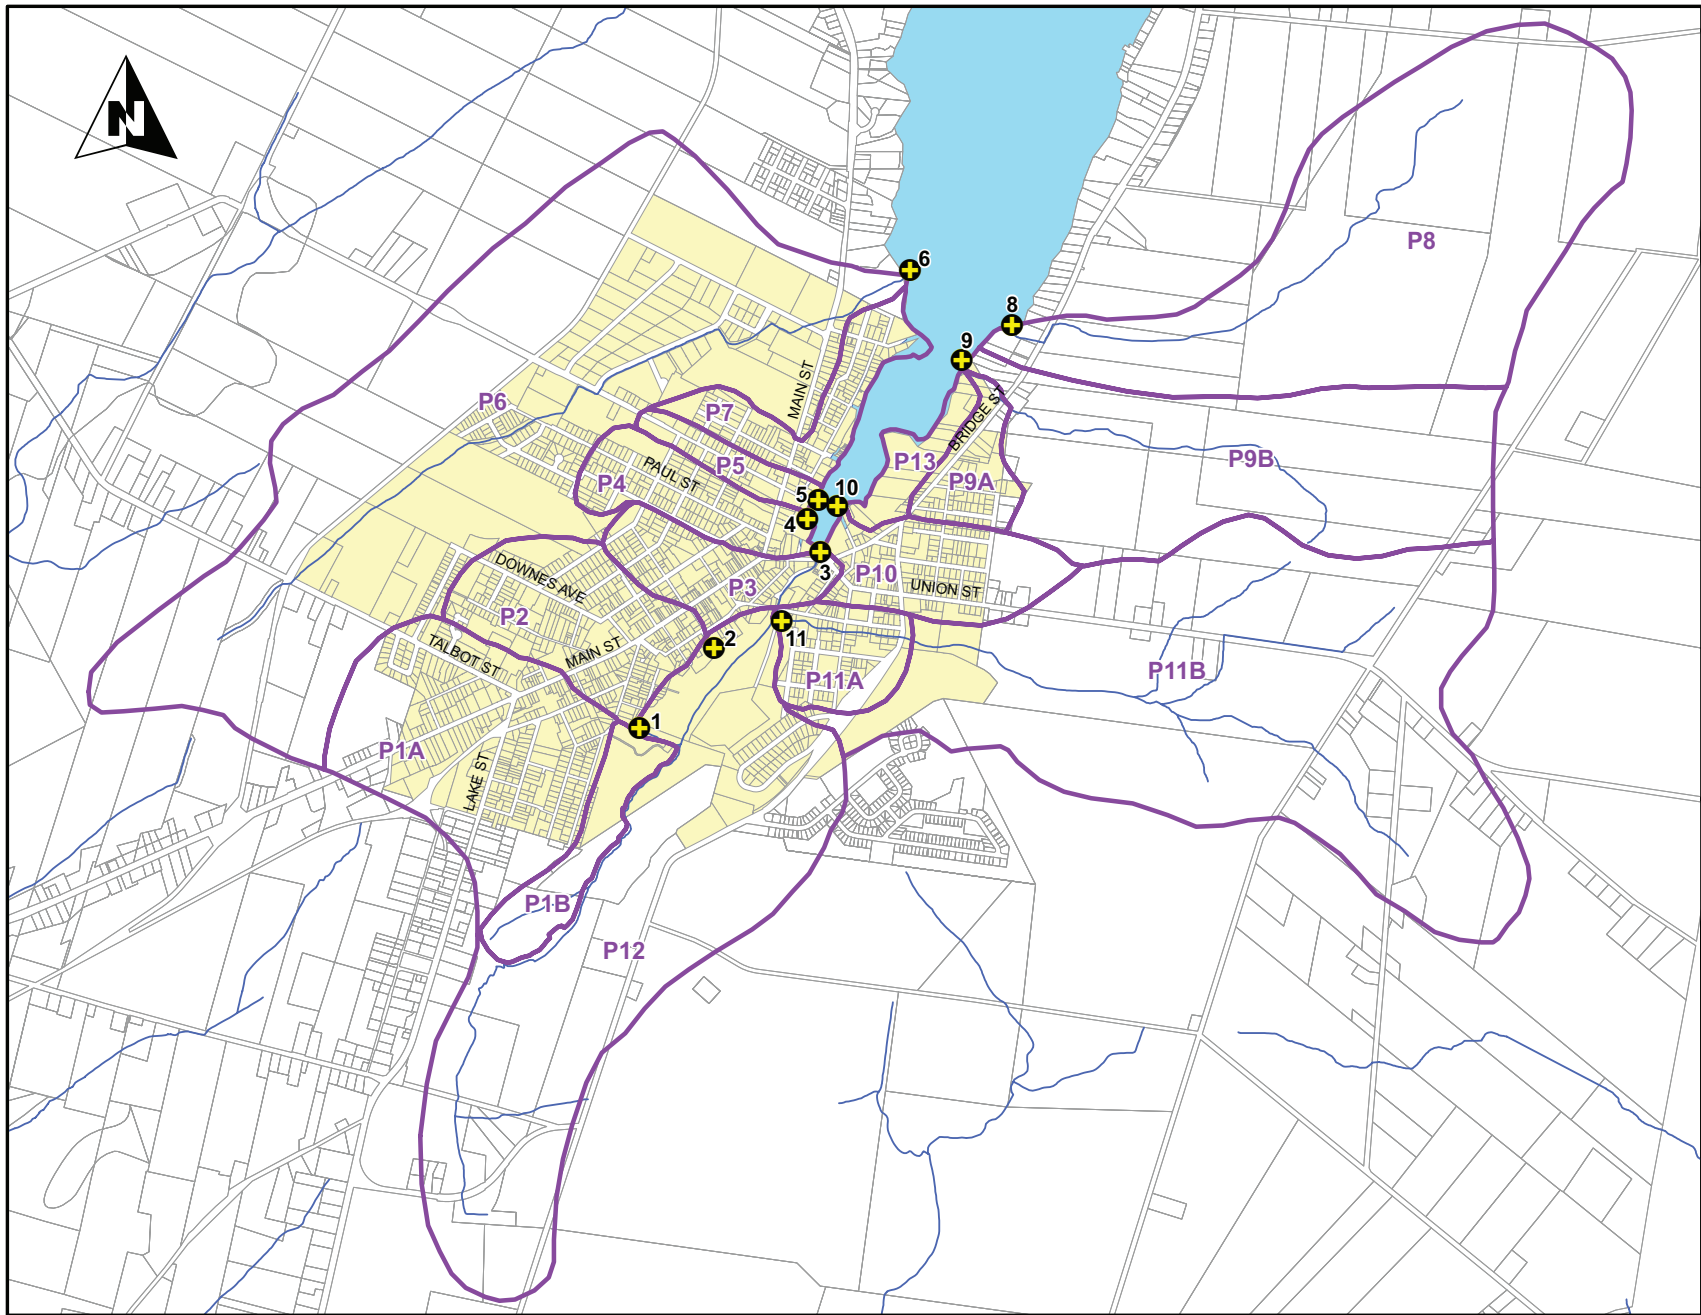 N
6
P8
8
9
MAIN ST
BRIDGE ST
P6
P7
P13
P5
PAUL ST
P4
P9B
P9A
5
10
4
3
DOWNES AVE
P3
P10
UNION ST
P2
11
2
MAIN ST
TALBOT ST
P11B
P11A
1
P1A
LAKE ST
P1B
P12